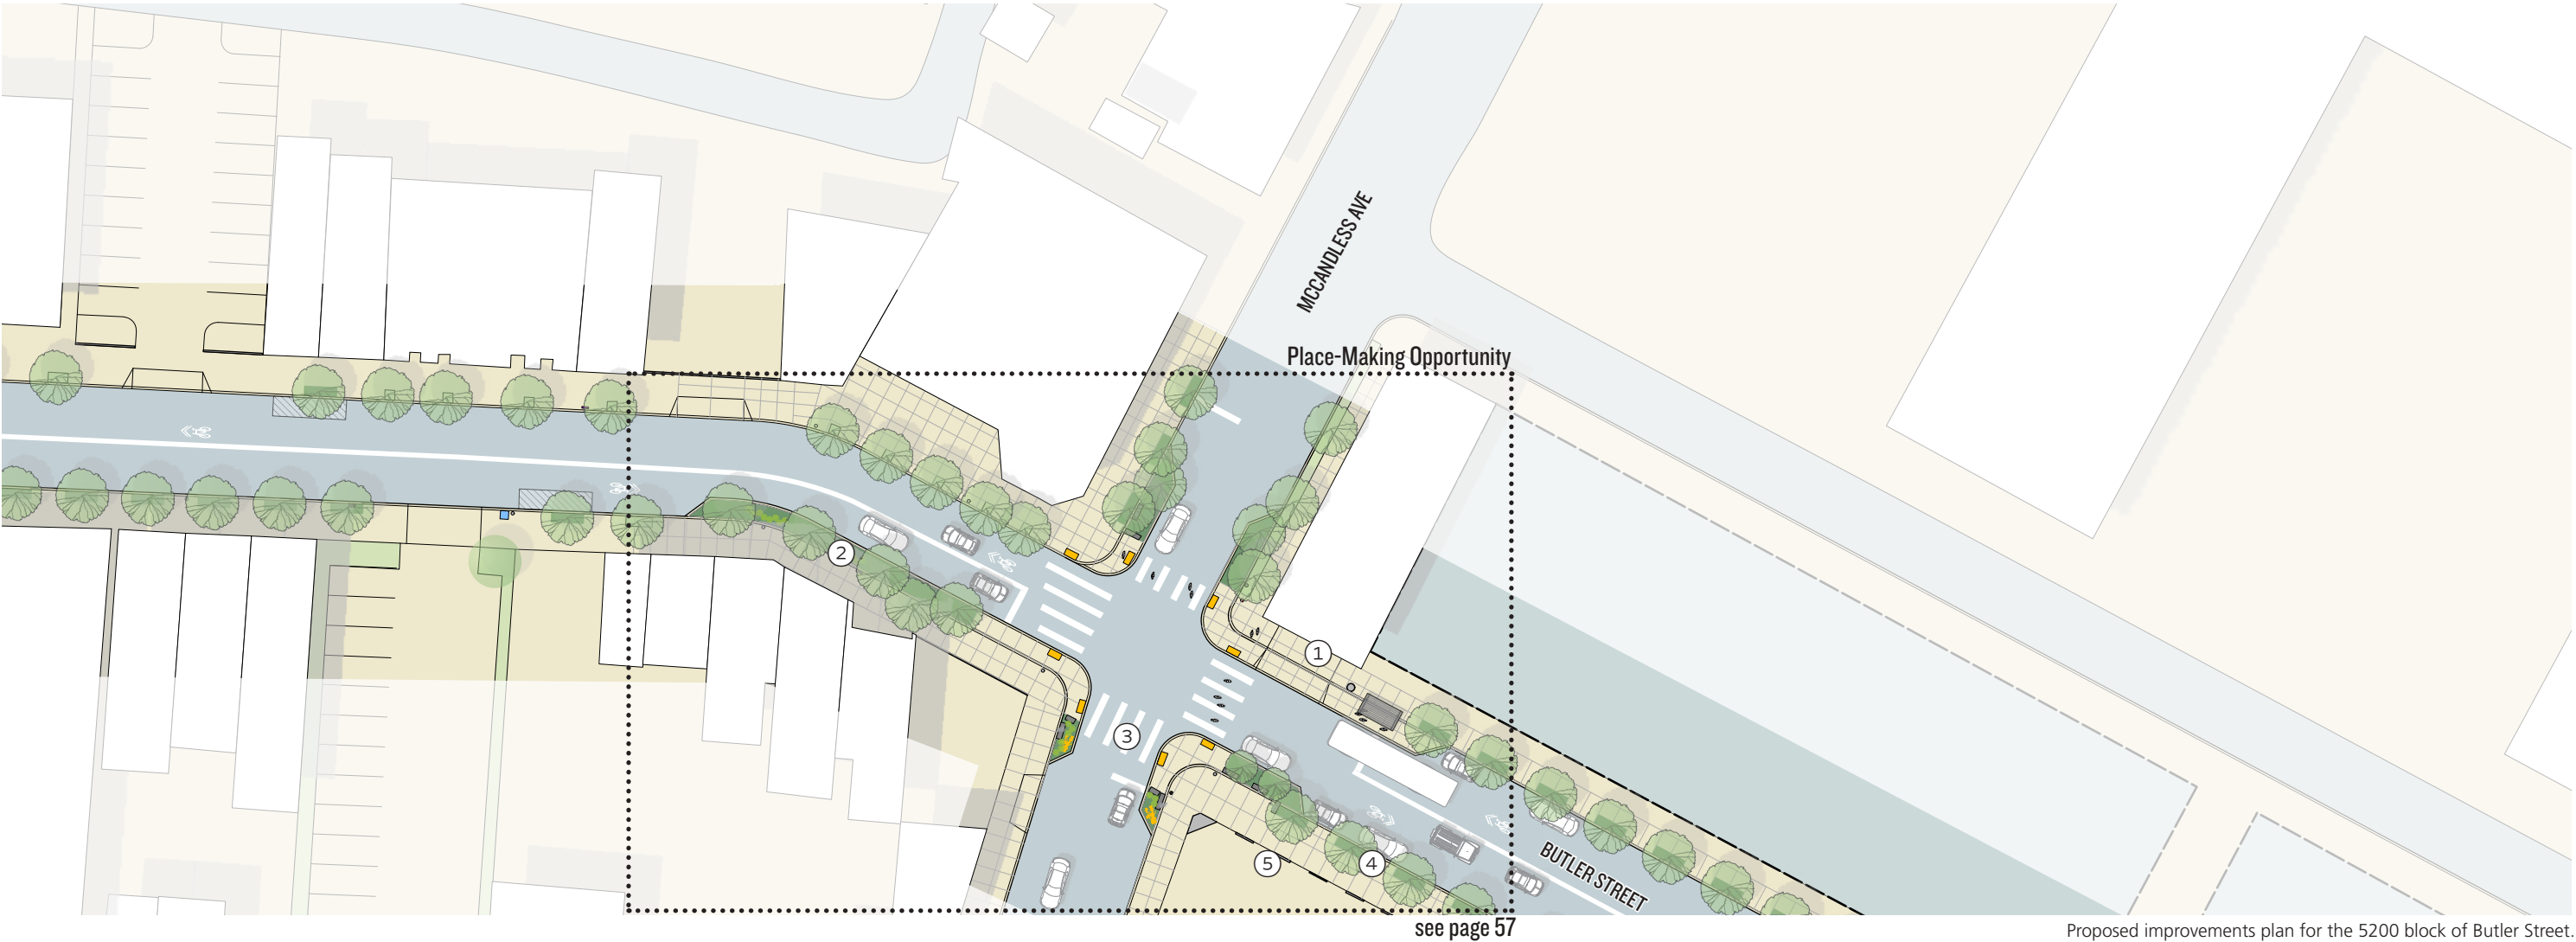 MCCANDLESS AVE
Place-Making Opportunity
2
1
3
5
4
BUTLER STREET
see page 57
Proposed improvements plan for the 5200 block of Butler Street.